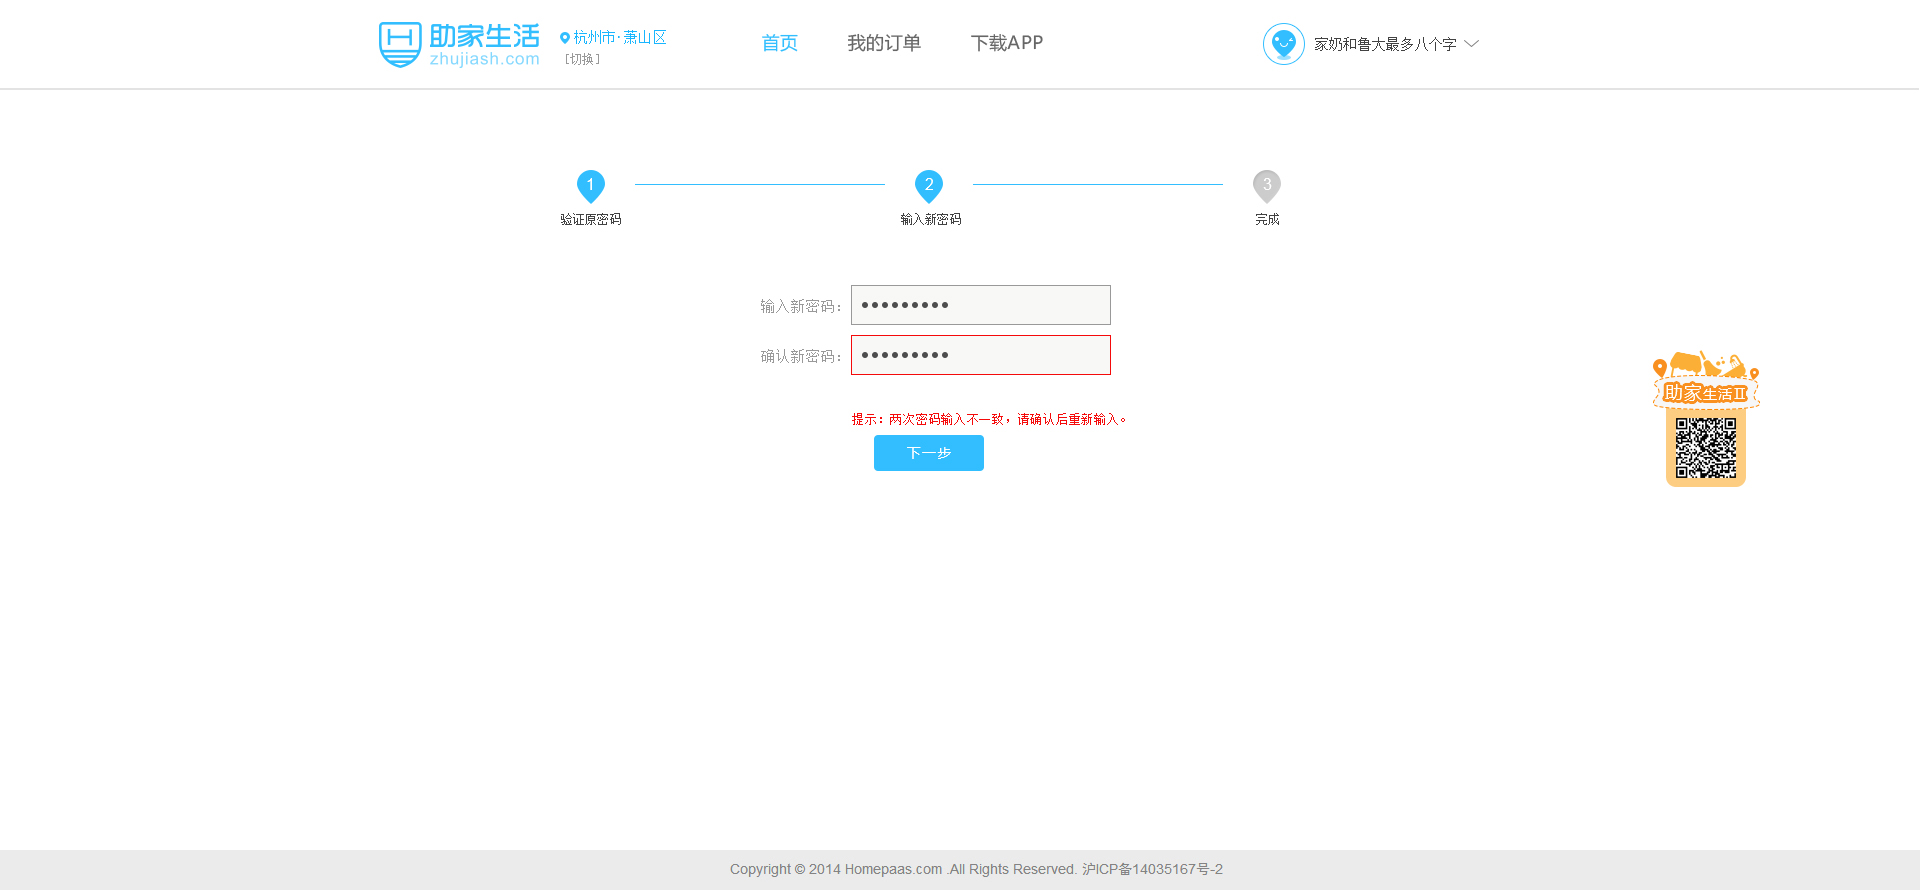 助家生活
zhujiash.com
杭州市·萧山区
[切换]
首页
我的订单
下载APP
家奶和鲁大最多八个字
1
2
3
验证原密码
输入新密码
完成
输入新密码：
确认新密码：
提示：两次密码输入不一致，请确认后重新输入。
下一步
助家生活II
Copyright © 2014 Homepaas.com .All Rights Reserved. 沪ICP备14035167号-2